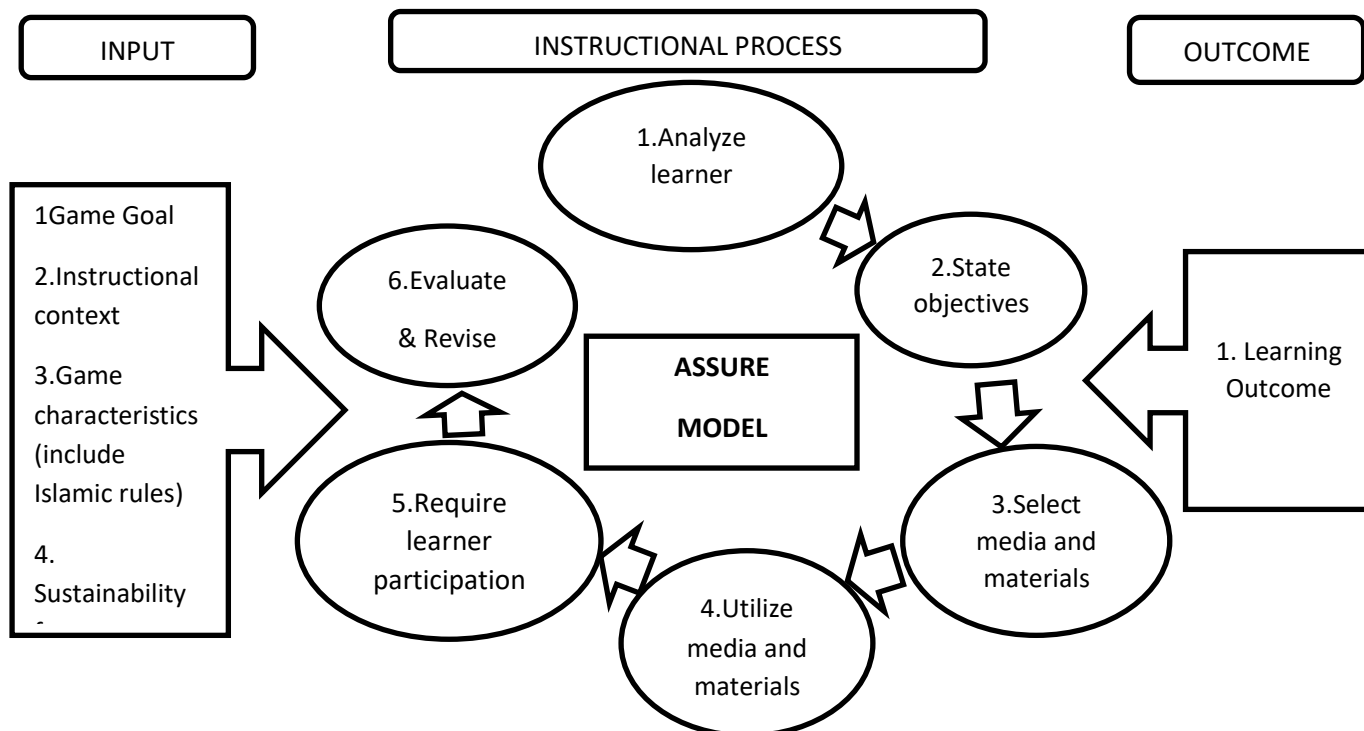 INPUT
INSTRUCTIONAL PROCESS
OUTCOME
1Game Goal
2.Instructional
context
3.Game
characteristics
(include
Islamic rules)
4.
Sustainability
1.Analyze
learner
2.State
objectives
3.Select
media and
materials
4.Utilize
media and
materials
5.Require
learner
participation
6.Evaluate
& Revise
ASSURE
MODEL
1. Learning
Outcome